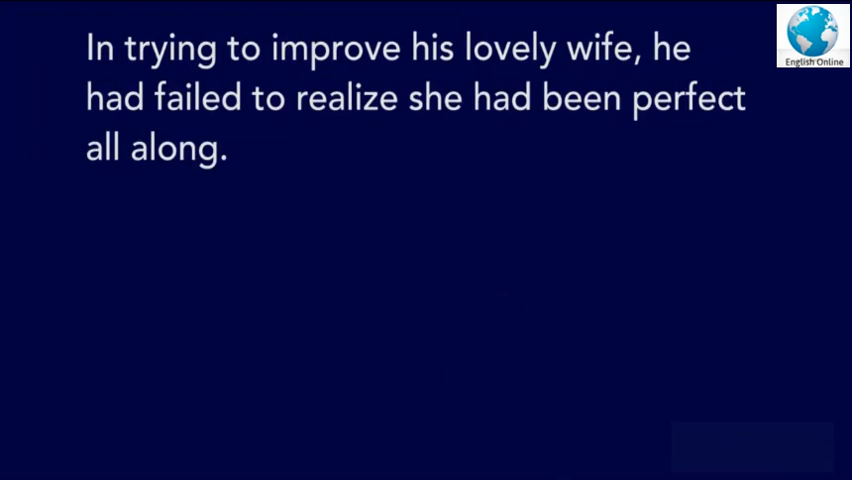 In trying to improve his lovely wife, he
had failed to realize she had been perfect
all along.
English Online